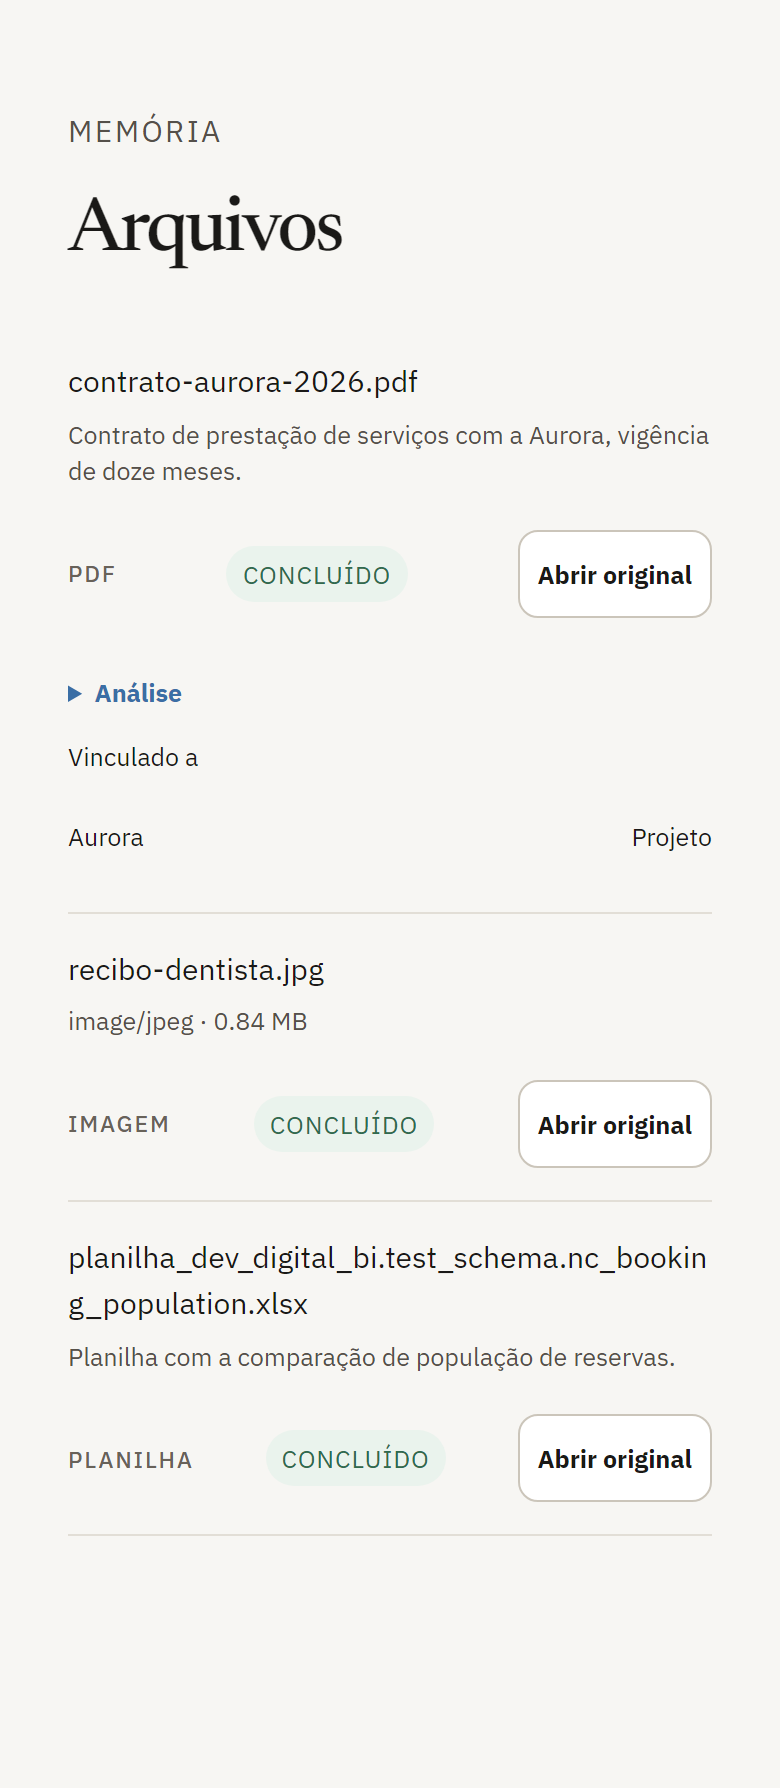 MEMÓRIA
Arquivos
contrato-aurora-2026.pdf
Contrato de prestação de serviços com a Aurora, vigência
de doze meses.
PDF CONCLUÍDO Abrir original
Análise
Vinculado a
Aurora Projeto
recibo-dentista.jpg
image/jpeg · 0.84 MB
IMAGEM CONCLUÍDO Abrir original
planilha_dev_digital_bi.test_schema.nc_bookin
g_population.xlsx
Planilha com a comparação de população de reservas.
PLANILHA CONCLUÍDO Abrir original